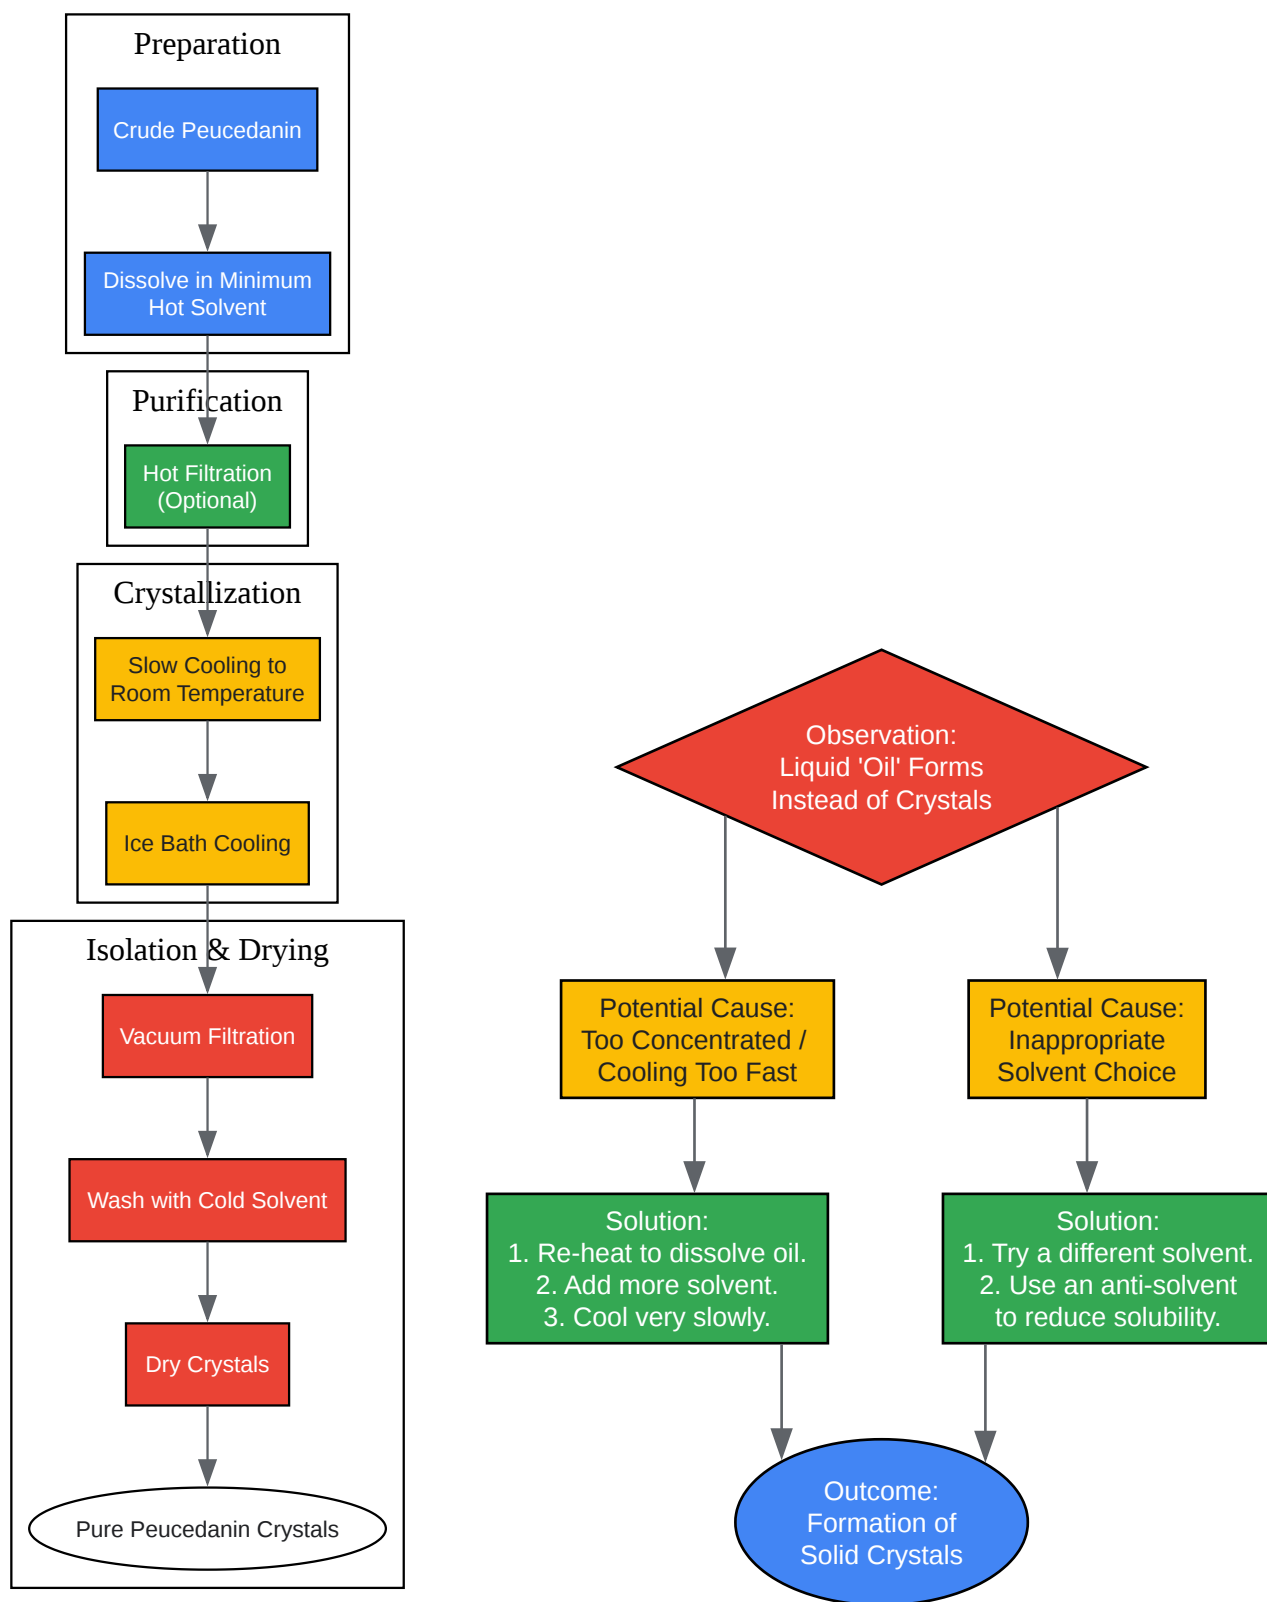 Preparation
Crude Peucedanin
Dissolve in Minimum
Hot Solvent
Purification
Hot Filtration
(Optional)
Crystallization
Slow Cooling to
Room Temperature
Ice Bath Cooling
Isolation & Drying
Vacuum Filtration
Wash with Cold Solvent
Dry Crystals
Pure Peucedanin Crystals
Observation:
Liquid 'Oil' Forms
Instead of Crystals
Potential Cause:
Too Concentrated /
Cooling Too Fast
Potential Cause:
Inappropriate
Solvent Choice
Solution:
1. Re-heat to dissolve oil.
2. Add more solvent.
3. Cool very slowly.
Solution:
1. Try a different solvent.
2. Use an anti-solvent
to reduce solubility.
Outcome:
Formation of
Solid Crystals